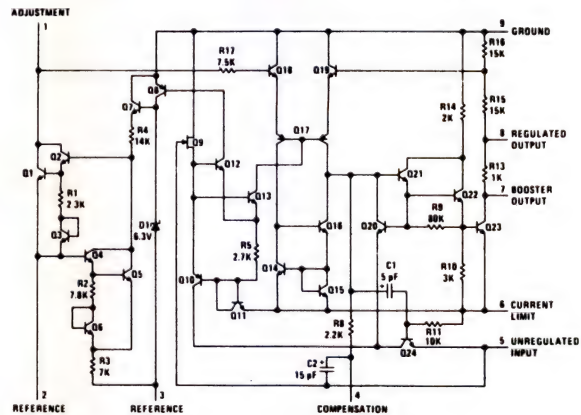 ADJUSTMENT
1
9 GROUND
R17
7.5K
R16
15K
Q18
Q19
Q8
Q7
R4
14K
R14
2K
R15
15K
Q17
Q9
8 REGULATED OUTPUT
Q2
Q12
R13
1K
Q1
Q13
Q21
Q22
7 BOOSTER OUTPUT
R1
2.3K
D1
6.3V
Q16
Q20
R9
80K
Q23
Q3
R5
2.7K
Q4
Q5
Q14
C1
5 pF
R10
3K
Q10
R2
7.8K
Q11
Q15
6 CURRENT LIMIT
Q6
R8
2.2K
R11
10K
Q24
5 UNREGULATED INPUT
R3
7K
C2
15 pF
2
REFERENCE
3
REFERENCE
4
COMPENSATION